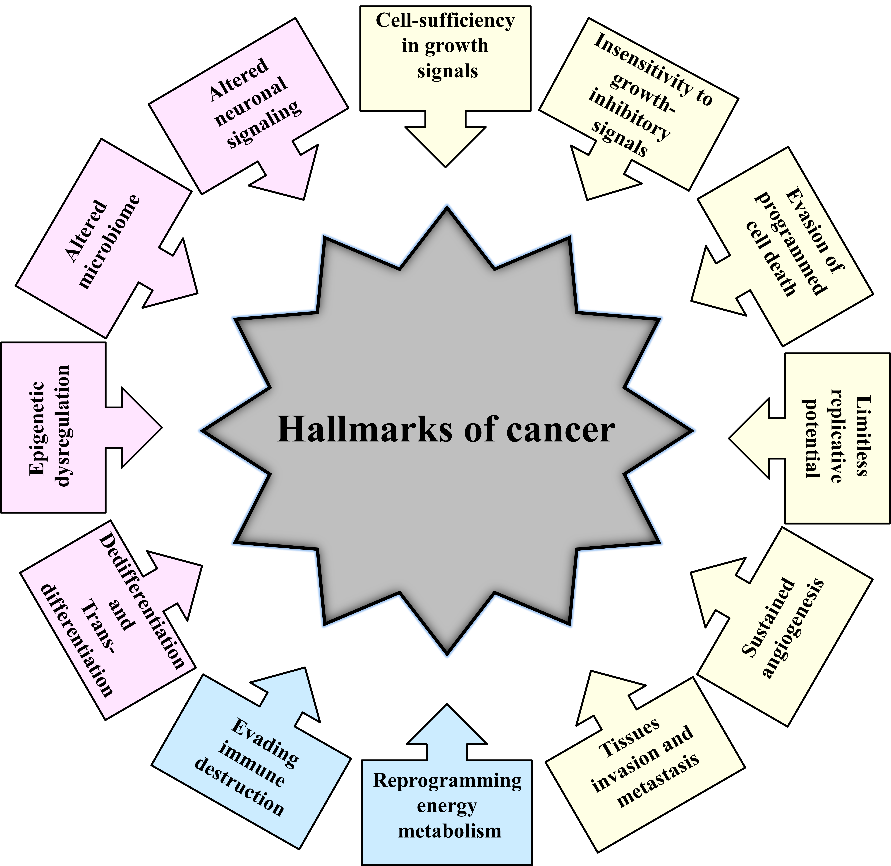 Cell-sufficiency
in growth
signals
Insensitivity to
growth-
inhibitory
signals
Evasion of
programmed
cell death
Limitless
replicative
potential
Sustained
angiogenesis
Tissues
invasion and
metastasis
Reprogramming
energy
metabolism
Evading
immune
destruction
Dedifferentiation
and
Trans-
differentiation
Epigenetic
dysregulation
Altered
microbiome
Altered
neuronal
signaling
Hallmarks of cancer